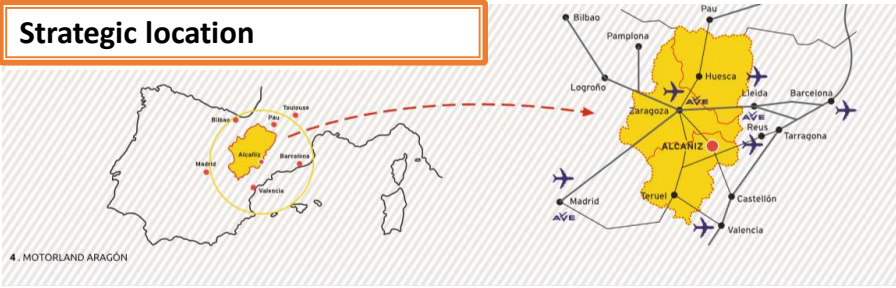 Strategic location
Bilbao
Pau
Toulouse
Alcañiz
Madrid
Barcelona
Valencia
Pau
Bilbao
Pamplona
Huesca
Logroño
AVE
Lleida
Barcelona
Zaragoza
AVE
Reus
Tarragona
ALCAÑIZ
Teruel
Castellón
Madrid
AVE
Valencia
4 . MOTORLAND ARAGÓN